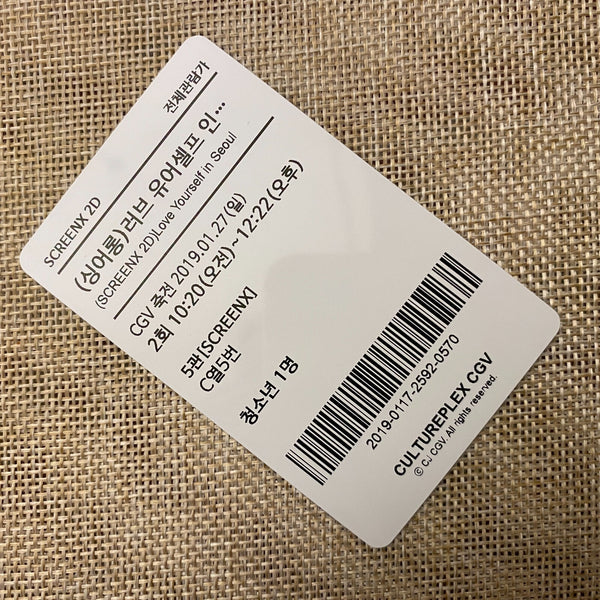 SCREENX 2D 전체관람가
(싱어롱)러브 유어셀프 인...
(SCREENX 2D)Love Yourself in Seoul
CGV 죽전 2019.01.27(일)
2회 10:20(오전)~12:22(오후)
5관[SCREENX]
C열5번
청소년 1명
2019-0117-2592-0570
CULTUREPLEX CGV
© CJ CGV. All rights reserved.